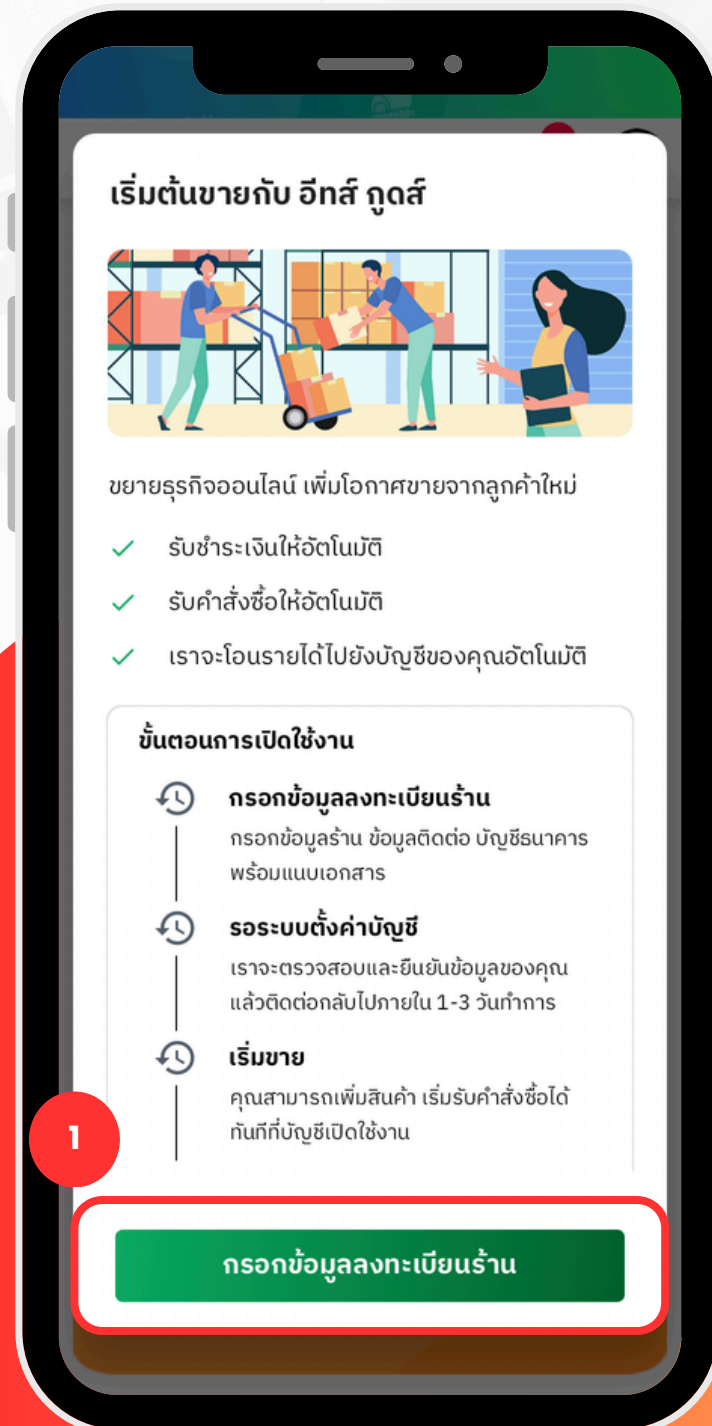 เริ่มต้นขายกับ อีทส์ กูดส์
ขยายธุรกิจออนไลน์ เพิ่มโอกาศขายจากลูกค้าใหม่
รับชำระเงินให้อัตโนมัติ
รับคำสั่งซื้อให้อัตโนมัติ
เราจะโอนรายได้ไปยังบัญชีของคุณอัตโนมัติ
ขั้นตอนการเปิดใช้งาน
กรอกข้อมูลลงทะเบียนร้าน
กรอกข้อมูลร้าน ข้อมูลติดต่อ บัญชีธนาคาร
พร้อมแนบเอกสาร
รอระบบตั้งค่าบัญชี
เราจะตรวจสอบและยืนยันข้อมูลของคุณ
แล้วติดต่อกลับไปภายใน 1-3 วันทำการ
เริ่มขาย
คุณสามารถเพิ่มสินค้า เริ่มรับคำสั่งซื้อได้
ทันทีที่บัญชีเปิดใช้งาน
1
กรอกข้อมูลลงทะเบียนร้าน